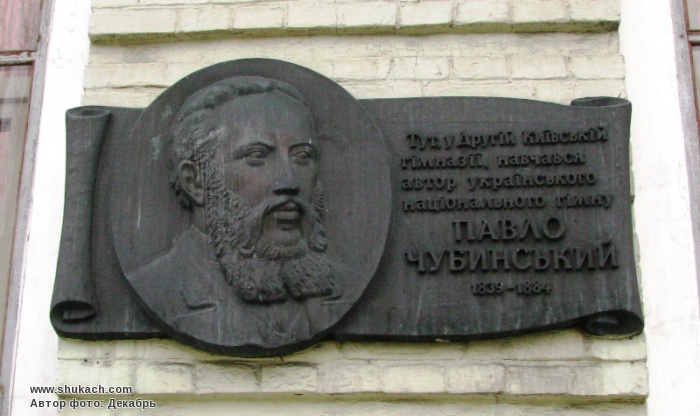 Тут, у Другій київській
гімназії, навчався
автор українського
національного гімну
ПАВЛО
ЧУБИНСЬКИЙ
1839-1884
www.shukach.com
Автор фото: Декабрь